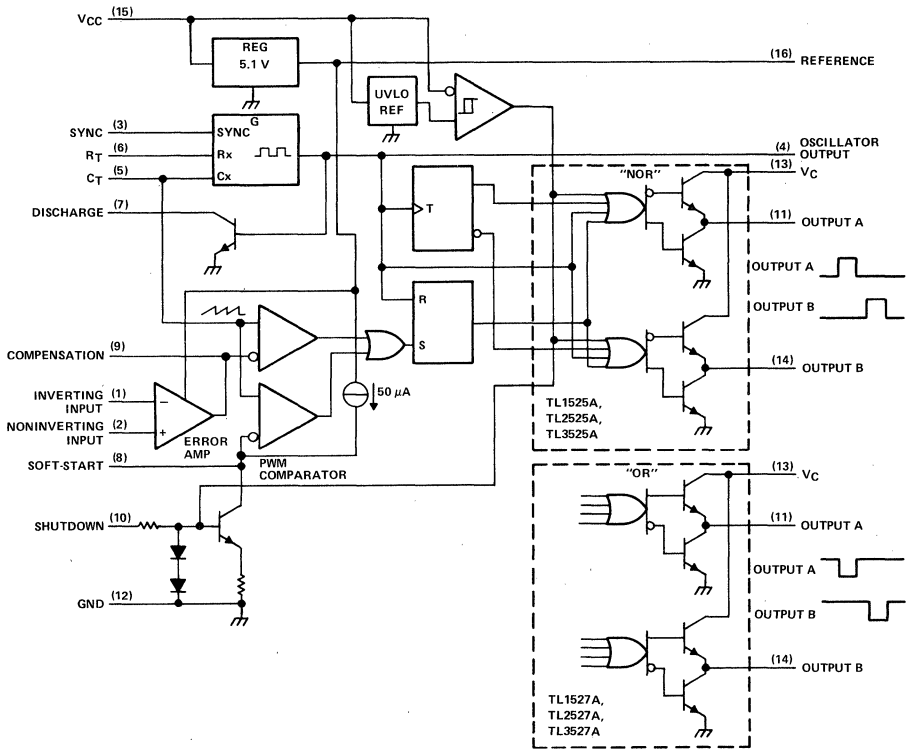 VCC (15)
REG
5.1 V
(16) REFERENCE
UVLO
REF
G
SYNC (3) SYNC
RT (6) Rx
CT (5) Cx
(4) OSCILLATOR
OUTPUT
DISCHARGE (7)
T
"NOR"
(13) VC
(11) OUTPUT A
OUTPUT A
OUTPUT B
R
S
COMPENSATION (9)
(14) OUTPUT B
50 μA
INVERTING
INPUT (1)
−
NONINVERTING
INPUT (2)
+
ERROR
AMP
TL1525A,
TL2525A,
TL3525A
SOFT-START (8)
PWM
COMPARATOR
"OR"
(13) VC
SHUTDOWN (10)
(11) OUTPUT A
OUTPUT A
GND (12)
OUTPUT B
(14) OUTPUT B
TL1527A,
TL2527A,
TL3527A